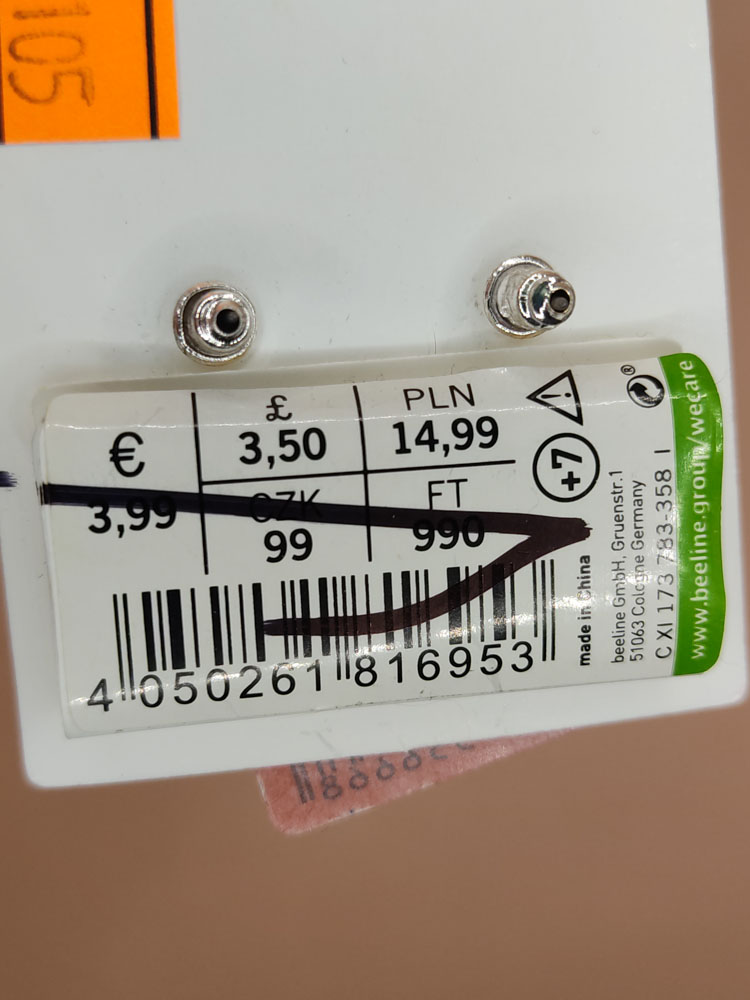 105
€
3,99
£
3,50
PLN
14,99
CZK
99
FT
990
+7
®
4 050261 816953
made in China
beeline GmbH, Gruenstr.1
51063 Cologne Germany
C XI 173 783-358 I
www.beeline.group/wecare